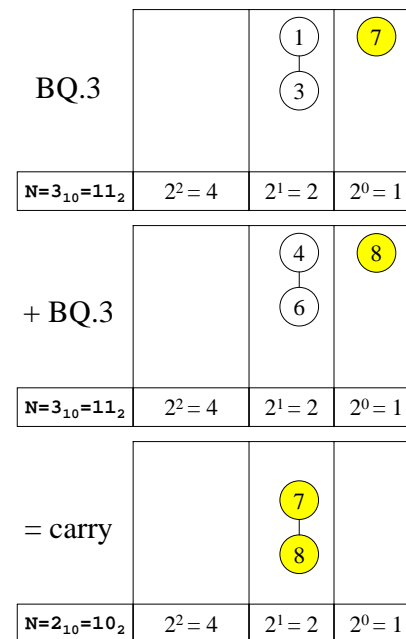 1 7
BQ.3
3
N=3₁₀=11₂ 2² = 4 2¹ = 2 2⁰ = 1
4 8
+ BQ.3
6
N=3₁₀=11₂ 2² = 4 2¹ = 2 2⁰ = 1
7
= carry
8
N=2₁₀=10₂ 2² = 4 2¹ = 2 2⁰ = 1